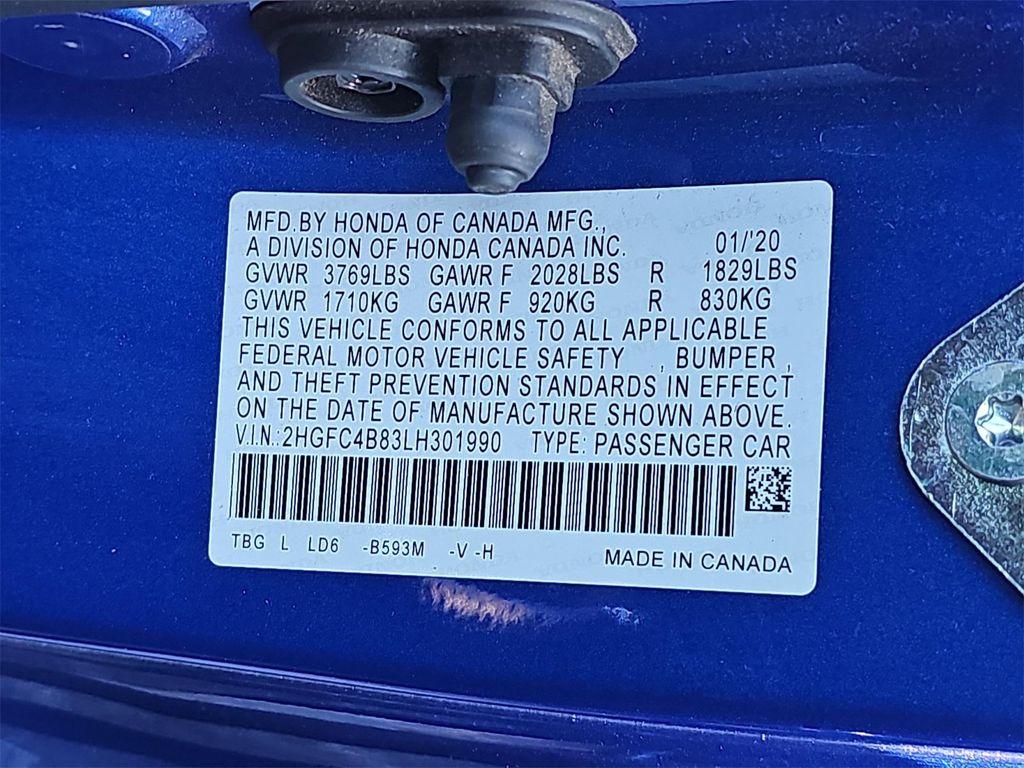 MFD.BY HONDA OF CANADA MFG.,
A DIVISION OF HONDA CANADA INC. 01/'20
GVWR 3769LBS GAWR F 2028LBS R 1829LBS
GVWR 1710KG GAWR F 920KG R 830KG
THIS VEHICLE CONFORMS TO ALL APPLICABLE
FEDERAL MOTOR VEHICLE SAFETY , BUMPER ,
AND THEFT PREVENTION STANDARDS IN EFFECT
ON THE DATE OF MANUFACTURE SHOWN ABOVE.
V.I.N.:2HGFC4B83LH301990 TYPE: PASSENGER CAR
TBG L LD6 -B593M -V -H MADE IN CANADA